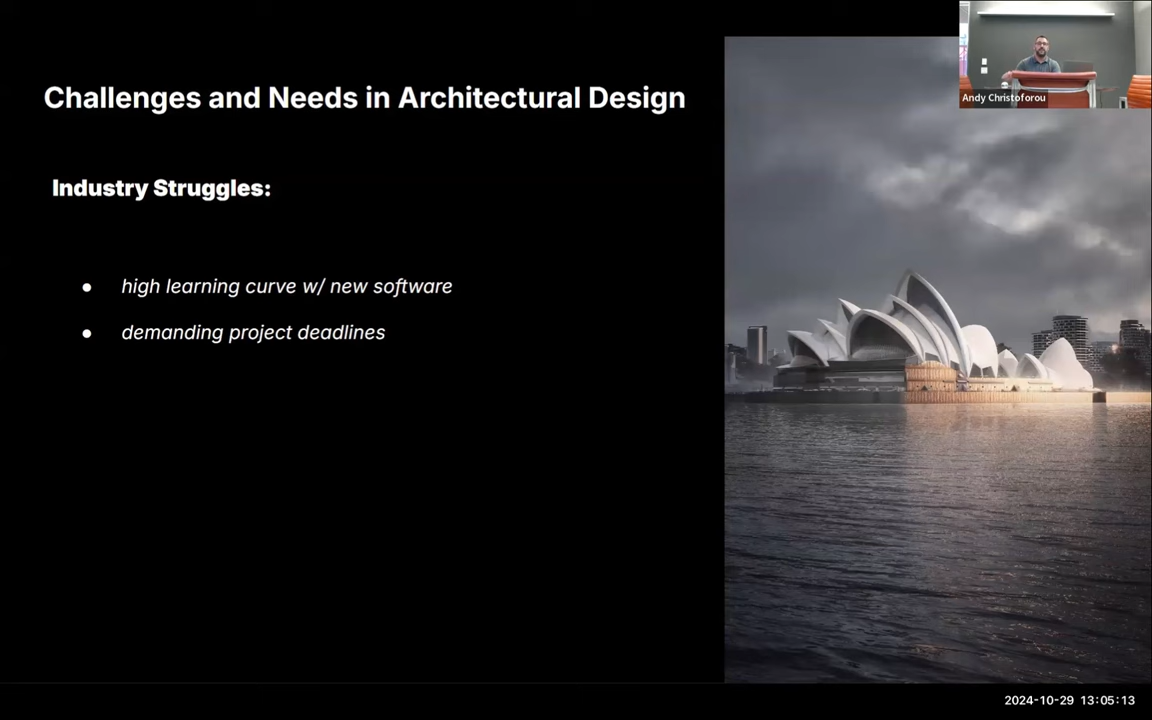 Challenges and Needs in Architectural Design
Industry Struggles:
● high learning curve w/ new software
● demanding project deadlines
Andy Christoforou
2024-10-29 13:05:13